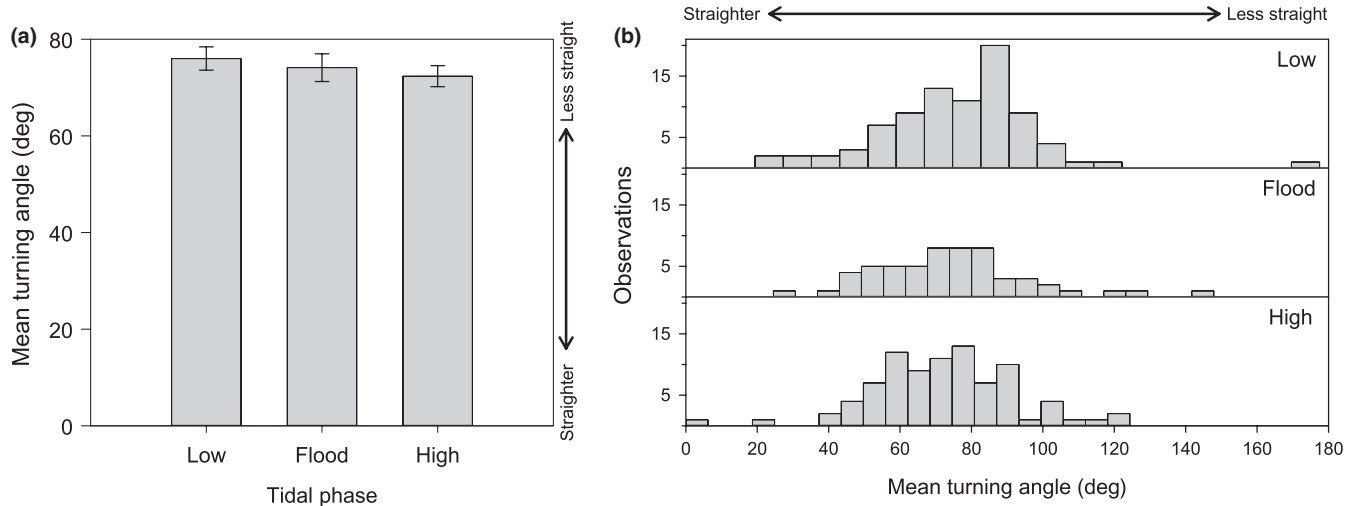 (a)
80
60
40
20
0
Mean turning angle (deg)
Low
Flood
High
Tidal phase
Less straight
Straighter
(b)
Straighter
Less straight
Observations
15
5
Low
15
5
Flood
15
5
High
0
20
40
60
80
100
120
140
160
180
Mean turning angle (deg)